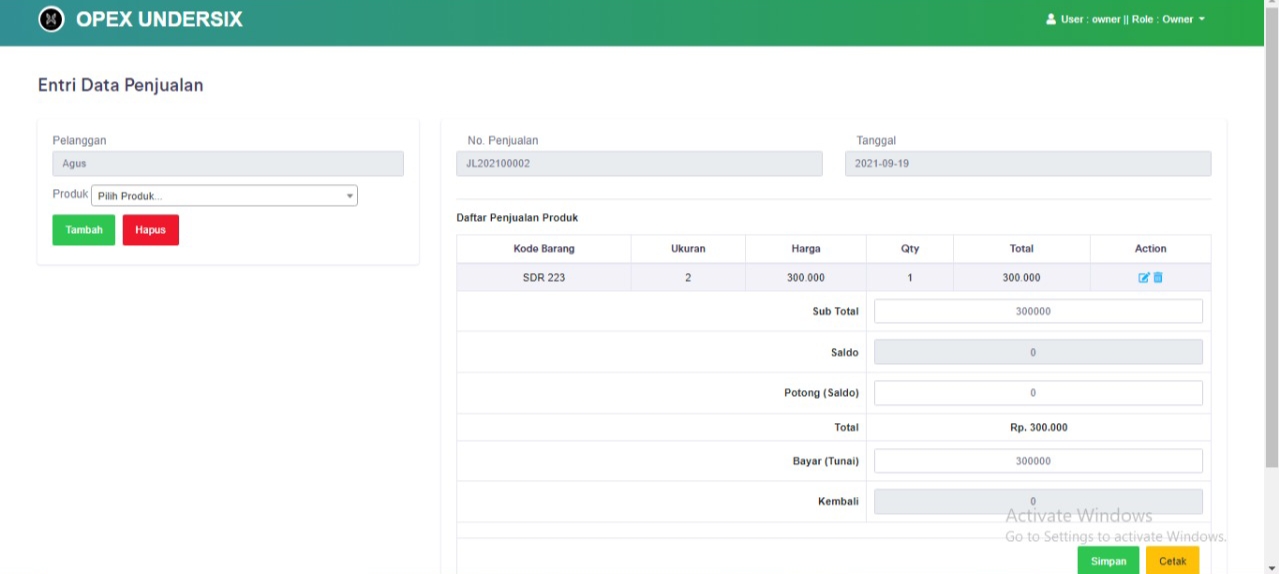 OPEX UNDERSIX
User : owner || Role : Owner
Entri Data Penjualan
Pelanggan
Agus
Produk Pilih Produk...
Tambah Hapus
No. Penjualan Tanggal
JL202100002 2021-09-19
Daftar Penjualan Produk
Kode Barang Ukuran Harga Qty Total Action
SDR 223 2 300.000 1 300.000
Sub Total 300000
Saldo 0
Potong (Saldo) 0
Total Rp. 300.000
Bayar (Tunai) 300000
Kembali 0
Activate Windows
Go to Settings to activate Windows.
Simpan Cetak